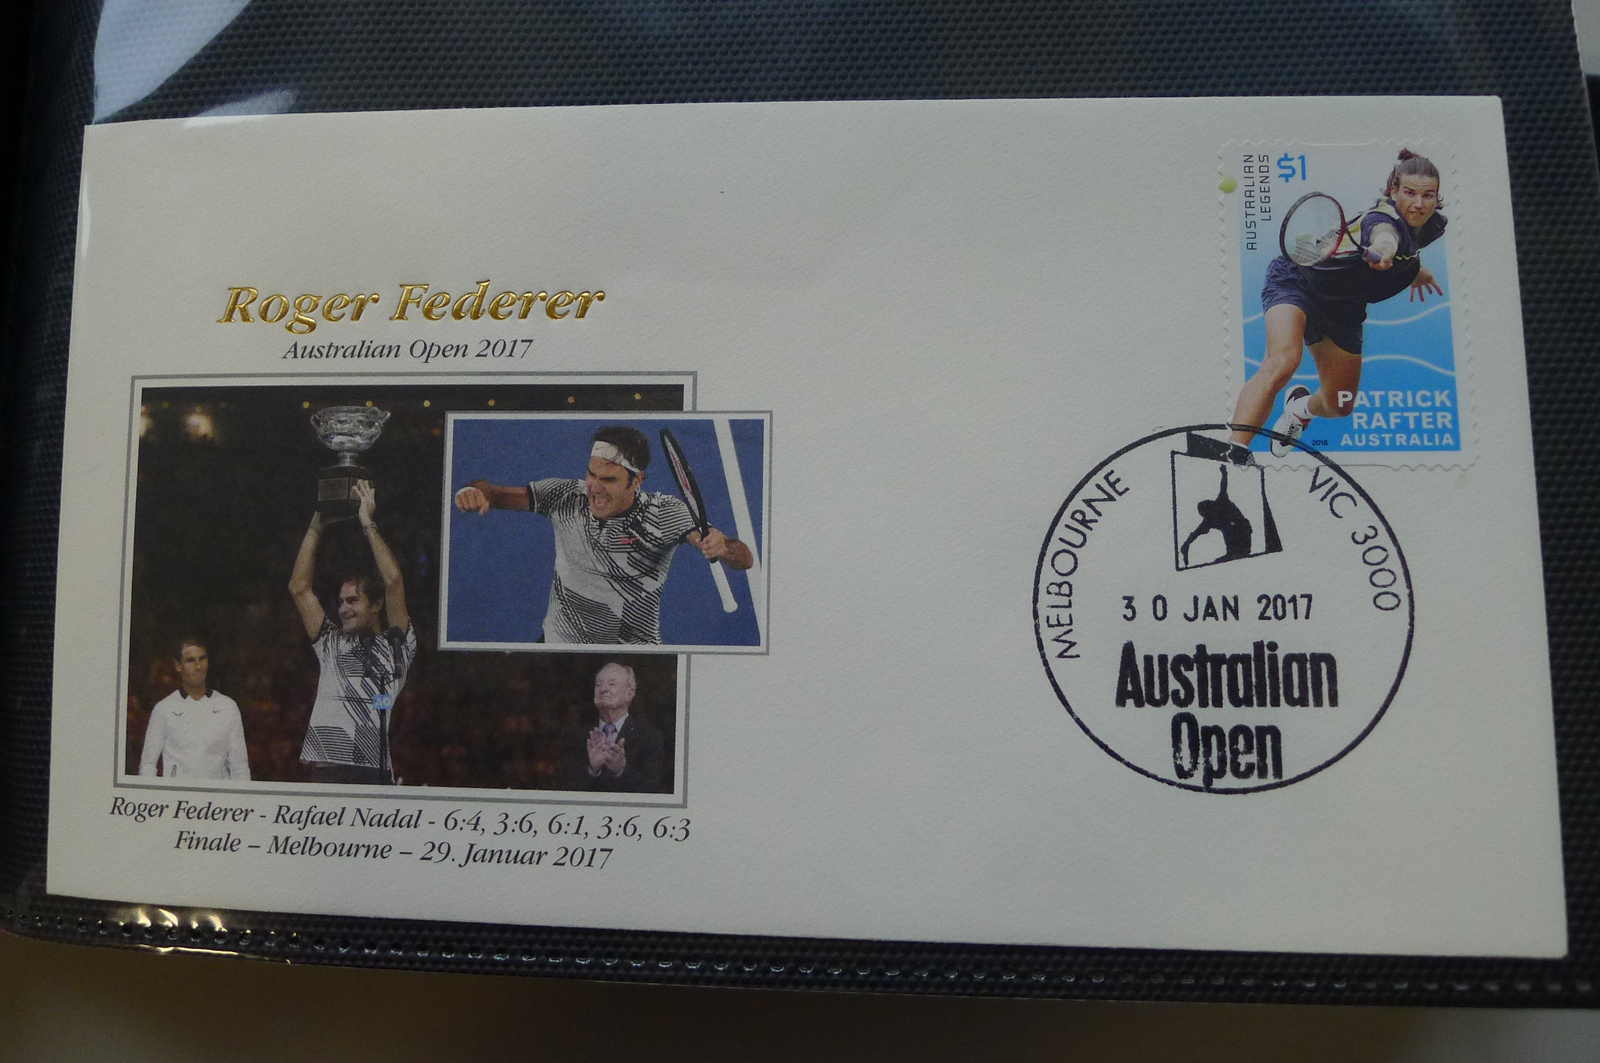 Roger Federer
Australian Open 2017
Roger Federer - Rafael Nadal - 6:4, 3:6, 6:1, 3:6, 6:3
Finale – Melbourne – 29. Januar 2017
AO
AUSTRALIAN
LEGENDS
$1
PATRICK
RAFTER
AUSTRALIA
2016
MELBOURNE VIC 3000
30 JAN 2017
Australian
Open